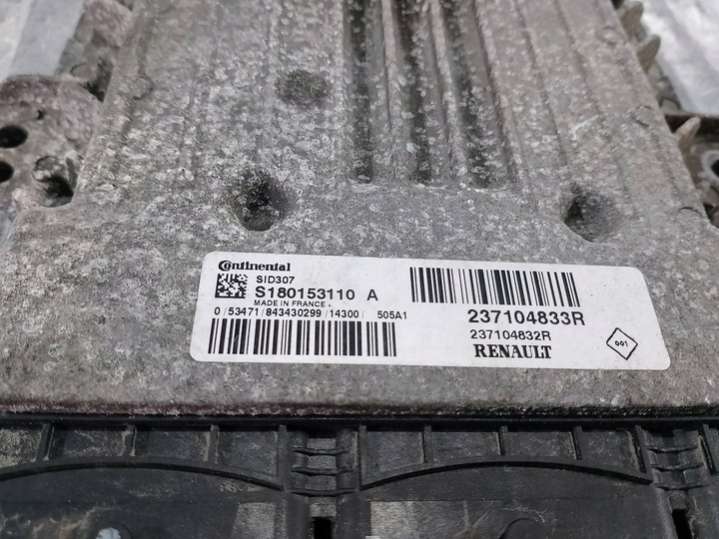 Continental
SID307
S180153110 A
MADE IN FRANCE
0/53471/843430299/14300/ 505A1
237104833R
237104832R
RENAULT
001